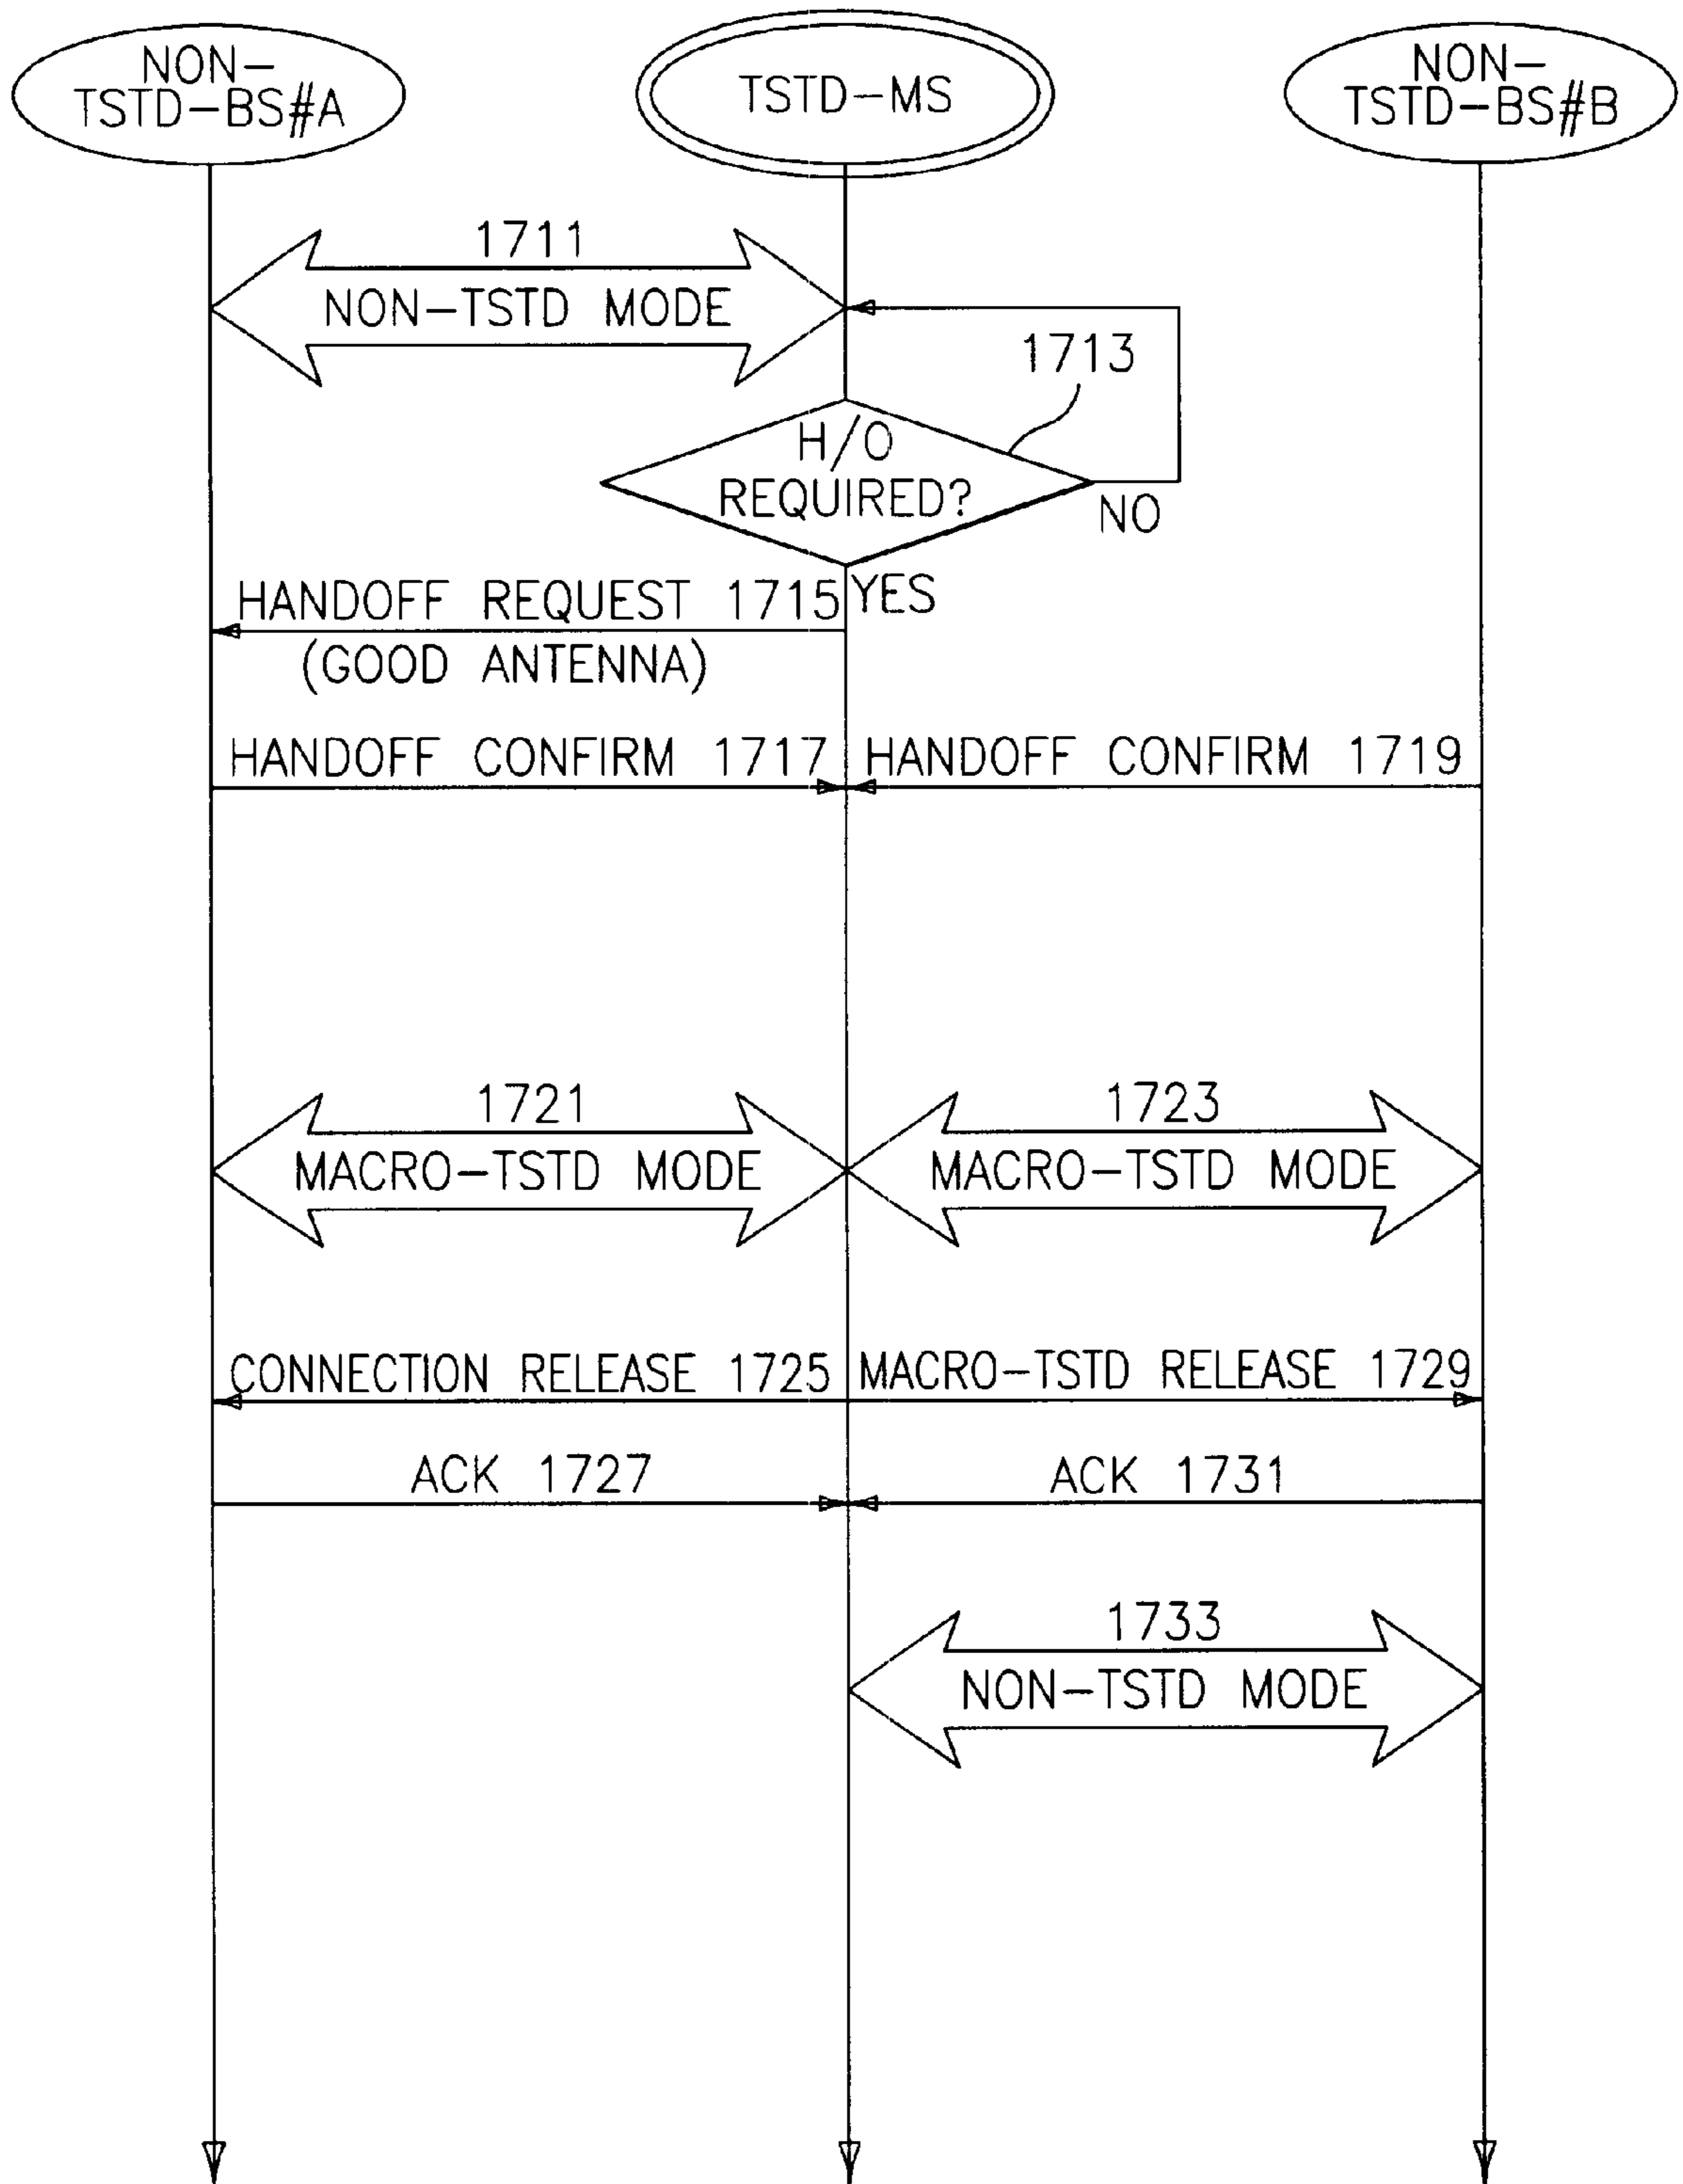 NON-
TSTD-BS#A
TSTD-MS
NON-
TSTD-BS#B
1711
NON-TSTD MODE
1713
H/O
REQUIRED?
NO
YES
HANDOFF REQUEST 1715
(GOOD ANTENNA)
HANDOFF CONFIRM 1717
HANDOFF CONFIRM 1719
1721
MACRO-TSTD MODE
1723
MACRO-TSTD MODE
CONNECTION RELEASE 1725
MACRO-TSTD RELEASE 1729
ACK 1727
ACK 1731
1733
NON-TSTD MODE